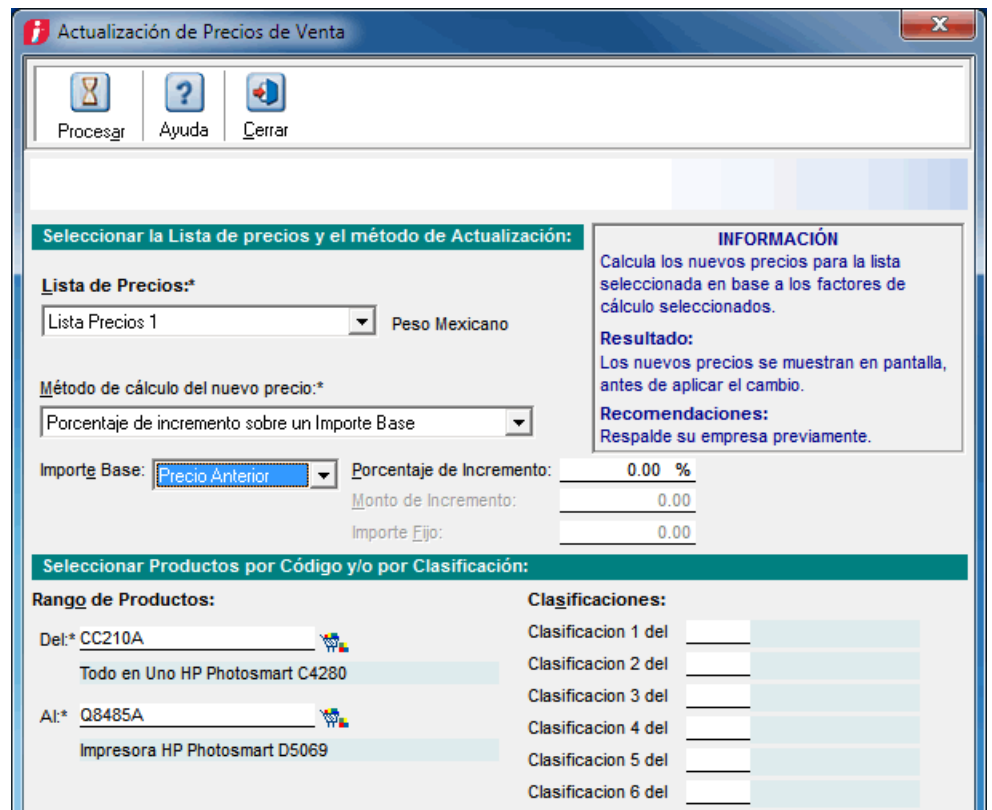 Actualización de Precios de Venta
Procesar Ayuda Cerrar
Seleccionar la Lista de precios y el método de Actualización:
Lista de Precios:*
Lista Precios 1 Peso Mexicano
Método de cálculo del nuevo precio:*
Porcentaje de incremento sobre un Importe Base
Importe Base: Precio Anterior Porcentaje de Incremento: 0.00 %
Monto de Incremento: 0.00
Importe Fijo: 0.00
INFORMACIÓN
Calcula los nuevos precios para la lista
seleccionada en base a los factores de
cálculo seleccionados.
Resultado:
Los nuevos precios se muestran en pantalla,
antes de aplicar el cambio.
Recomendaciones:
Respalde su empresa previamente.
Seleccionar Productos por Código y/o por Clasificación:
Rango de Productos:
Del:* CC210A
Todo en Uno HP Photosmart C4280
Al:* Q8485A
Impresora HP Photosmart D5069
Clasificaciones:
Clasificacion 1 del
Clasificacion 2 del
Clasificacion 3 del
Clasificacion 4 del
Clasificacion 5 del
Clasificacion 6 del